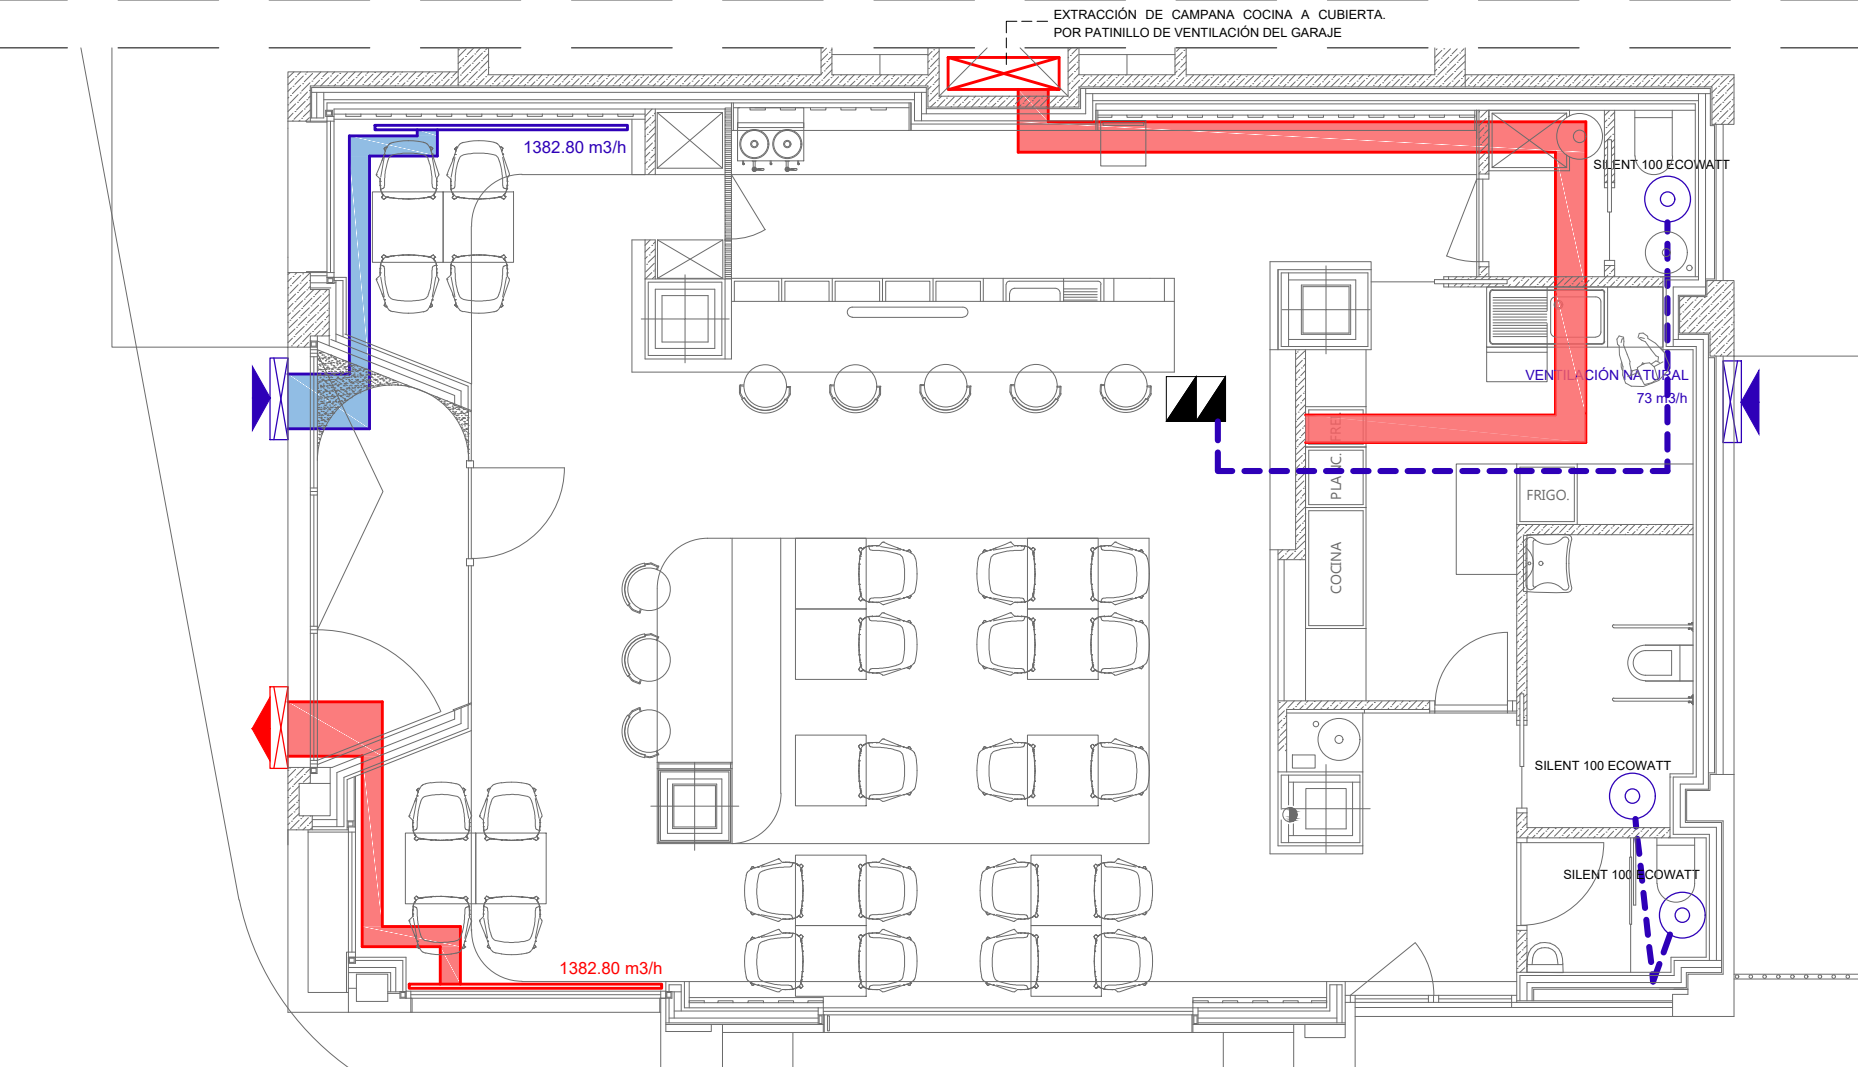 EXTRACCIÓN DE CAMPANA COCINA A CUBIERTA.
POR PATINILLO DE VENTILACIÓN DEL GARAJE
1382.80 m3/h
SILENT 100 ECOWATT
VENTILACIÓN NATURAL
73 m3/h
FRE.
PLANC.
FRIGO.
COCINA
SILENT 100 ECOWATT
SILENT 100 ECOWATT
1382.80 m3/h